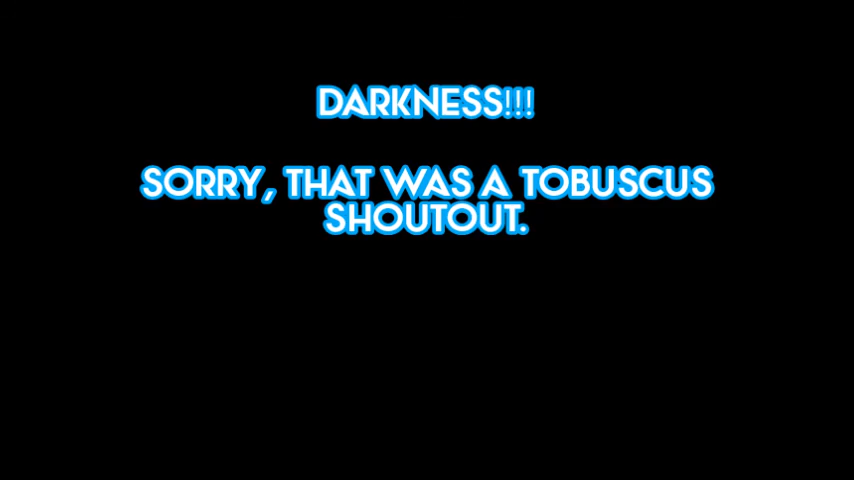 DARKNESS!!!
SORRY, THAT WAS A TOBUSCUS
SHOUTOUT.